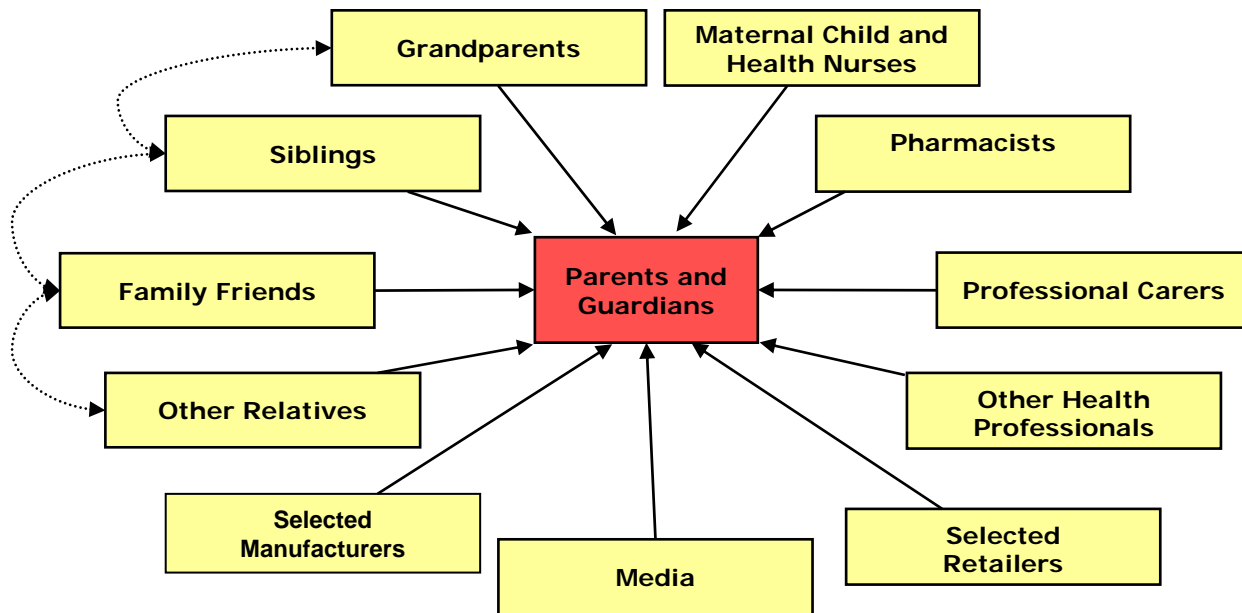 Grandparents
Maternal Child and
Health Nurses
Siblings
Pharmacists
Family Friends
Parents and
Guardians
Professional Carers
Other Relatives
Other Health
Professionals
Selected
Manufacturers
Media
Selected
Retailers